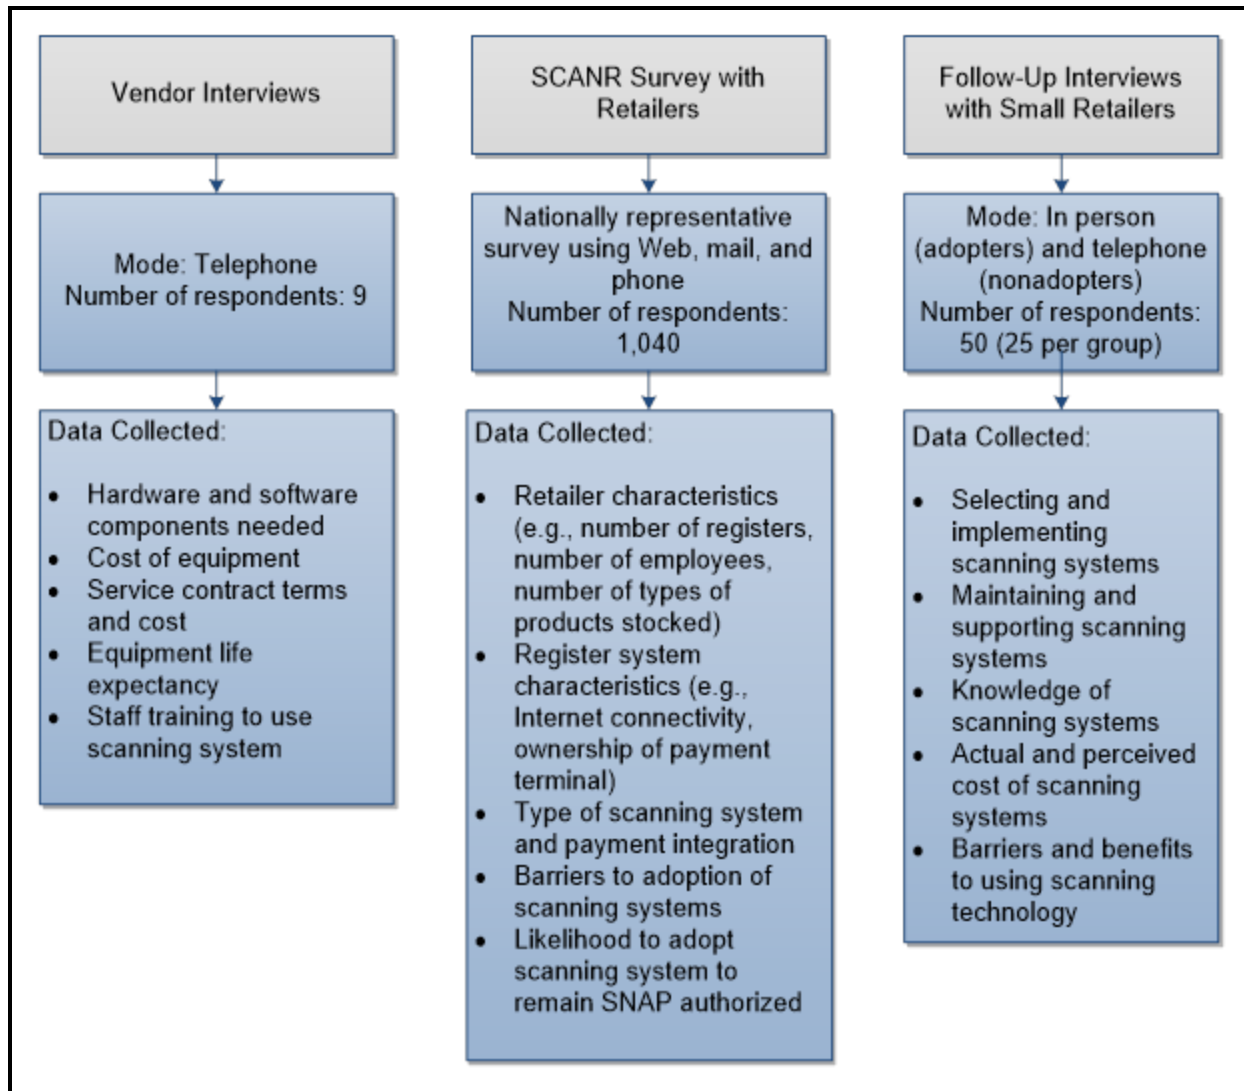 Vendor Interviews
Mode: Telephone
Number of respondents: 9
Data Collected:
• Hardware and software
components needed
• Cost of equipment
• Service contract terms
and cost
• Equipment life
expectancy
• Staff training to use
scanning system
SCANR Survey with
Retailers
Nationally representative
survey using Web, mail, and
phone
Number of respondents:
1,040
Data Collected:
• Retailer characteristics
(e.g., number of registers,
number of employees,
number of types of
products stocked)
• Register system
characteristics (e.g.,
Internet connectivity,
ownership of payment
terminal)
• Type of scanning system
and payment integration
• Barriers to adoption of
scanning systems
• Likelihood to adopt
scanning system to
remain SNAP authorized
Follow-Up Interviews
with Small Retailers
Mode: In person
(adopters) and telephone
(nonadopters)
Number of respondents:
50 (25 per group)
Data Collected:
• Selecting and
implementing
scanning systems
• Maintaining and
supporting scanning
systems
• Knowledge of
scanning systems
• Actual and perceived
cost of scanning
systems
• Barriers and benefits
to using scanning
technology